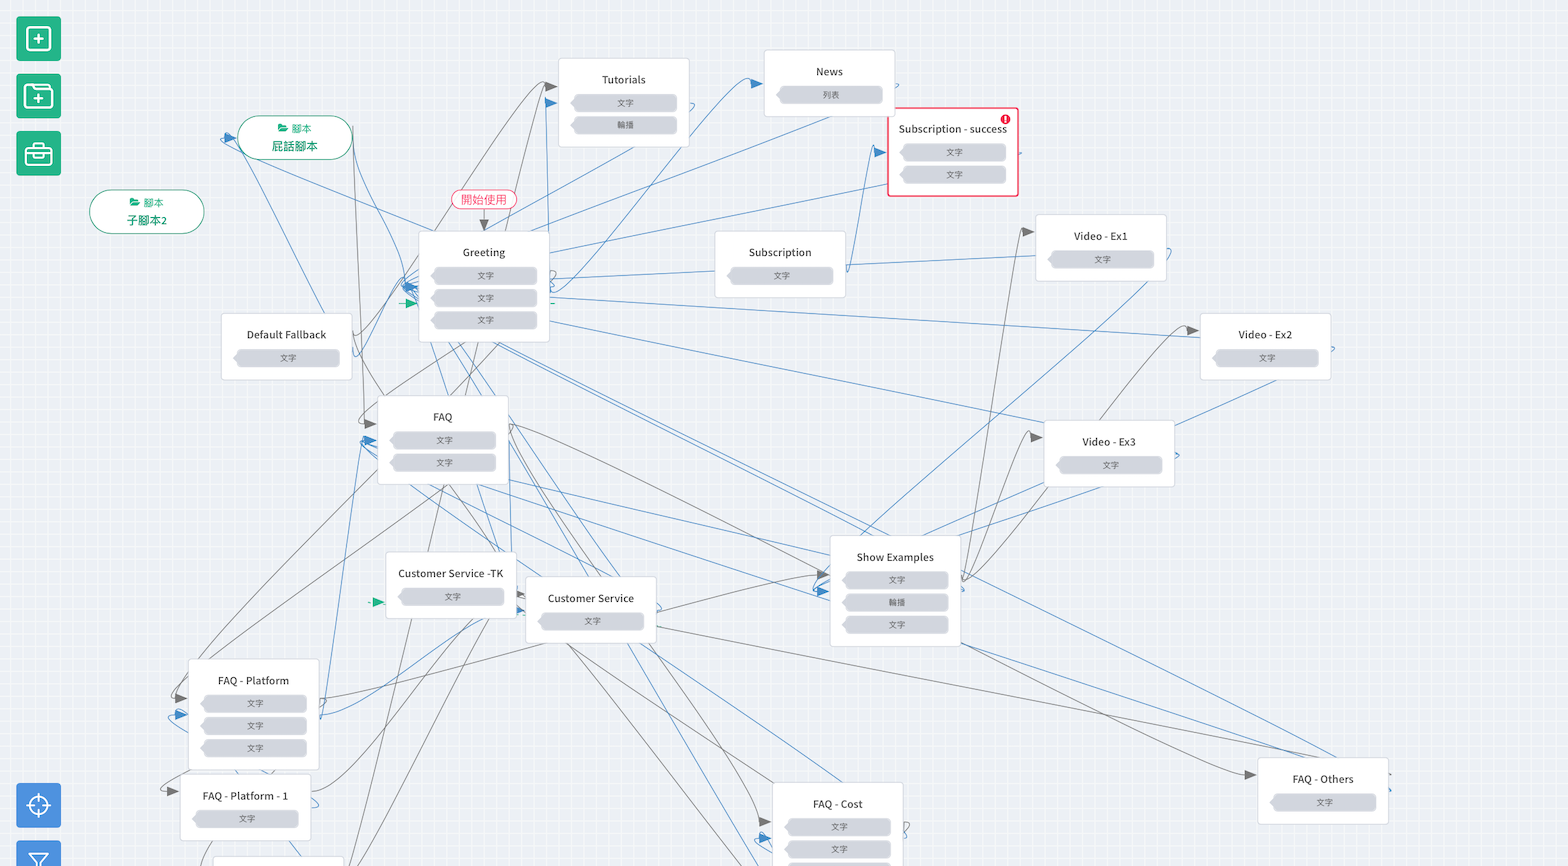 News
列表
Tutorials
文字
輪播
Subscription - success
文字
文字
腳本
屁話腳本
腳本
子腳本2
開始使用
Greeting
文字
文字
文字
Subscription
文字
Video - Ex1
文字
Default Fallback
文字
Video - Ex2
文字
FAQ
文字
文字
Video - Ex3
文字
Show Examples
文字
輪播
文字
Customer Service -TK
文字
Customer Service
文字
FAQ - Platform
文字
文字
文字
FAQ - Others
文字
FAQ - Platform - 1
文字
FAQ - Cost
文字
文字